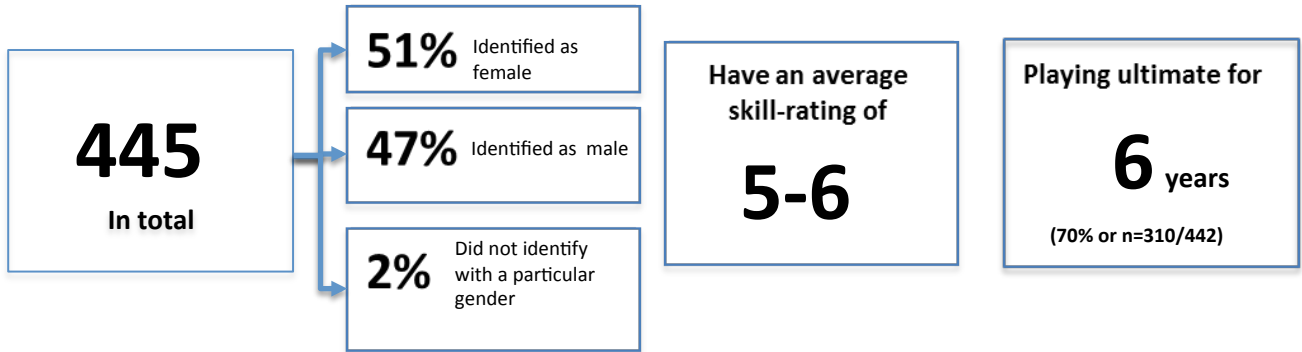 445
In total
51% Identified as
female
47% Identified as male
2% Did not identify
with a particular
gender
Have an average
skill-rating of
5-6
Playing ultimate for
6 years
(70% or n=310/442)